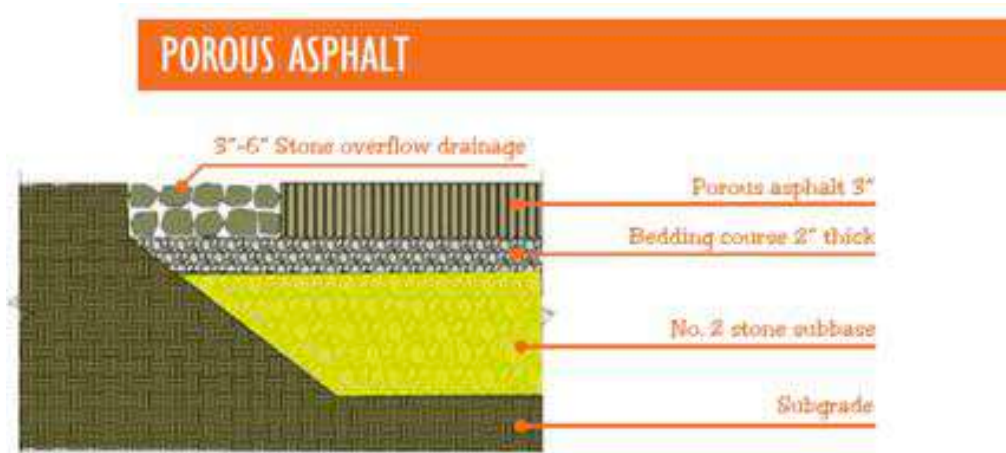 POROUS ASPHALT
3"-6" Stone overflow drainage
Porous asphalt 3"
Bedding course 2" thick
No. 2 stone subbase
Subgrade